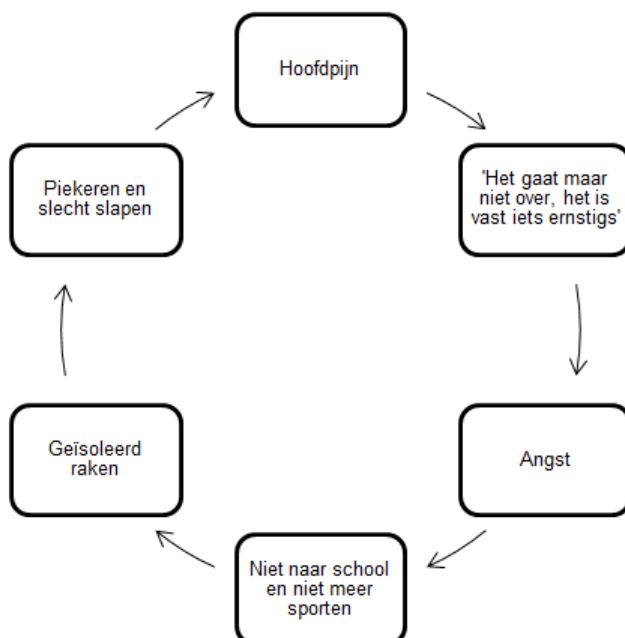 Hoofdpijn
'Het gaat maar
niet over, het is
vast iets ernstigs'
Angst
Niet naar school
en niet meer
sporten
Geïsoleerd
raken
Piekeren en
slecht slapen